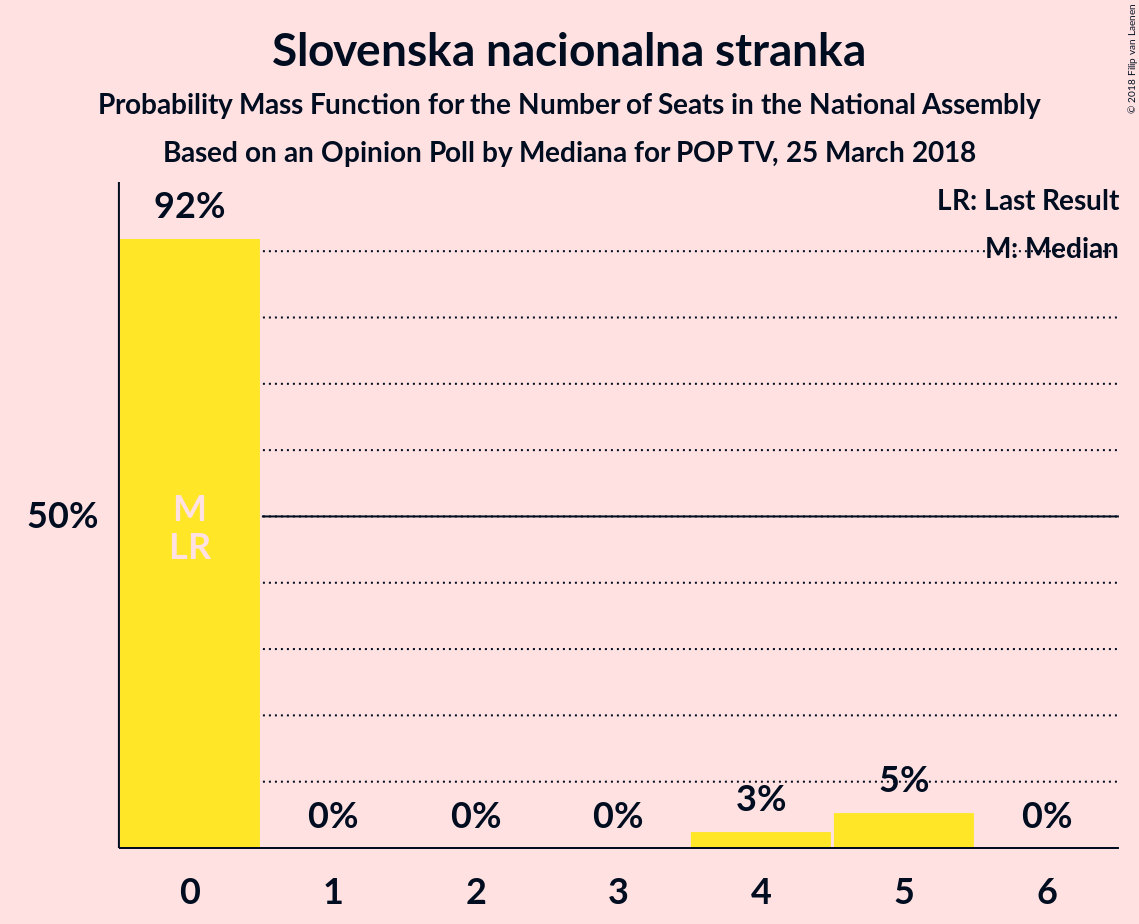 Slovenska nacionalna stranka
Probability Mass Function for the Number of Seats in the National Assembly
Based on an Opinion Poll by Mediana for POP TV, 25 March 2018
© 2018 Filip van Laenen
LR: Last Result
M: Median
92%
50%
M
LR
0%
0%
0%
3%
5%
0%
0 1 2 3 4 5 6